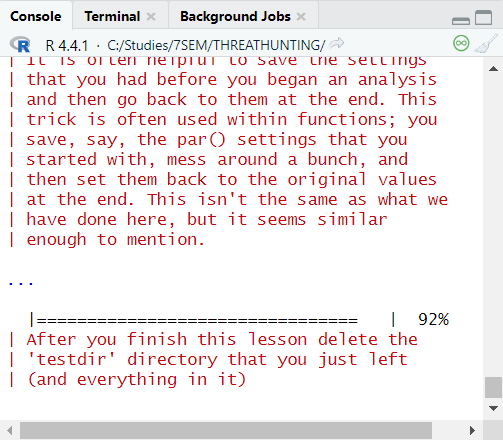 Console Terminal × Background Jobs ×
R R 4.4.1 · C:/Studies/7SEM/THREATHUNTING/
| It is often helpful to save the settings
| that you had before you began an analysis
| and then go back to them at the end. This
| trick is often used within functions; you
| save, say, the par() settings that you
| started with, mess around a bunch, and
| then set them back to the original values
| at the end. This isn't the same as what we
| have done here, but it seems similar
| enough to mention.
...
|================================   |  92%
| After you finish this lesson delete the
| 'testdir' directory that you just left
| (and everything in it)